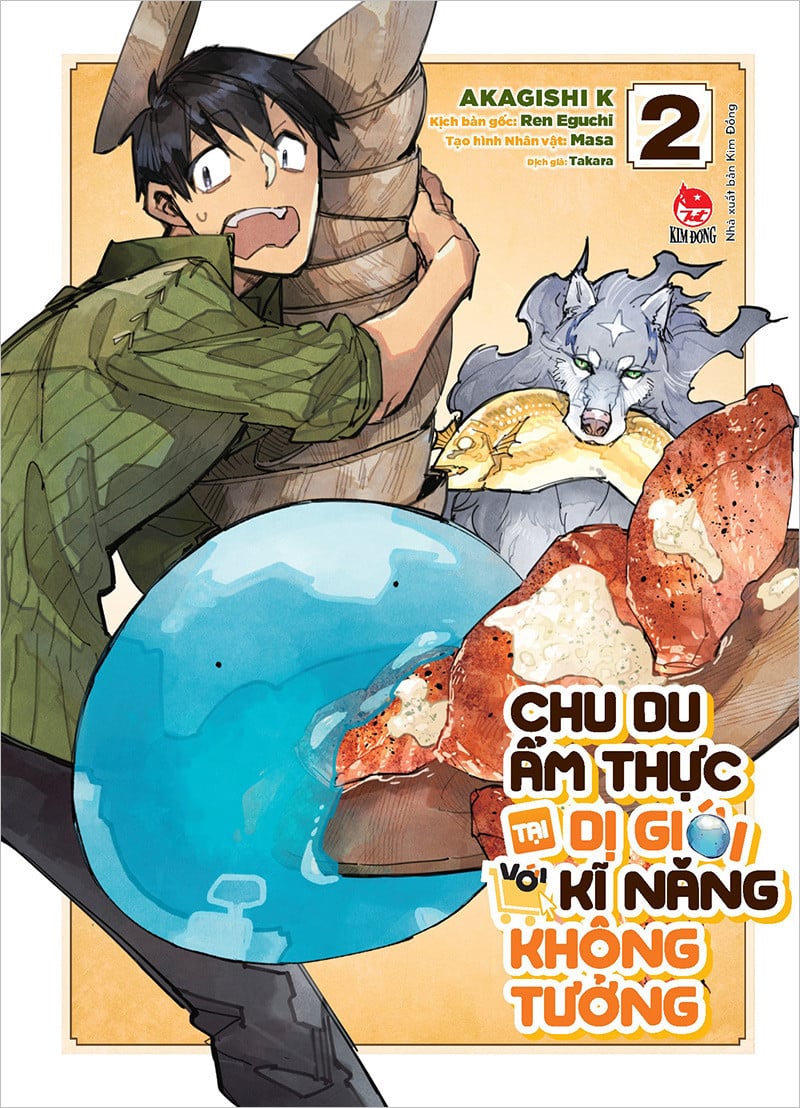 AKAGISHI K
Kịch bản gốc: Ren Eguchi
Tạo hình Nhân vật: Masa
Dịch giả: Takara
2
KIM ĐỒNG
Nhà xuất bản Kim Đồng
CHU DU
ẨM THỰC
TẠI DỊ GIỚI
VỚI KĨ NĂNG
KHÔNG
TƯỞNG